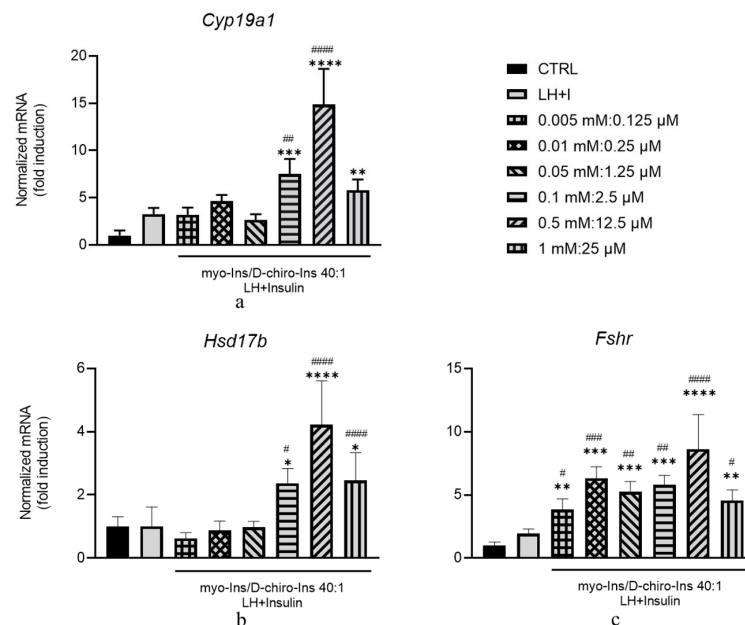 Cyp19a1
Normalized mRNA
(fold induction)
20
15
10
5
0
##
***
####
****
**
myo-Ins/D-chiro-Ins 40:1
LH+Insulin
a
CTRL
LH+I
0.005 mM:0.125 µM
0.01 mM:0.25 µM
0.05 mM:1.25 µM
0.1 mM:2.5 µM
0.5 mM:12.5 µM
1 mM:25 µM
Hsd17b
Normalized mRNA
(fold induction)
6
4
2
0
#
*
####
****
####
*
myo-Ins/D-chiro-Ins 40:1
LH+Insulin
b
Fshr
15
10
5
0
#
**
###
***
##
***
##
***
####
****
#
**
myo-Ins/D-chiro-Ins 40:1
LH+Insulin
c